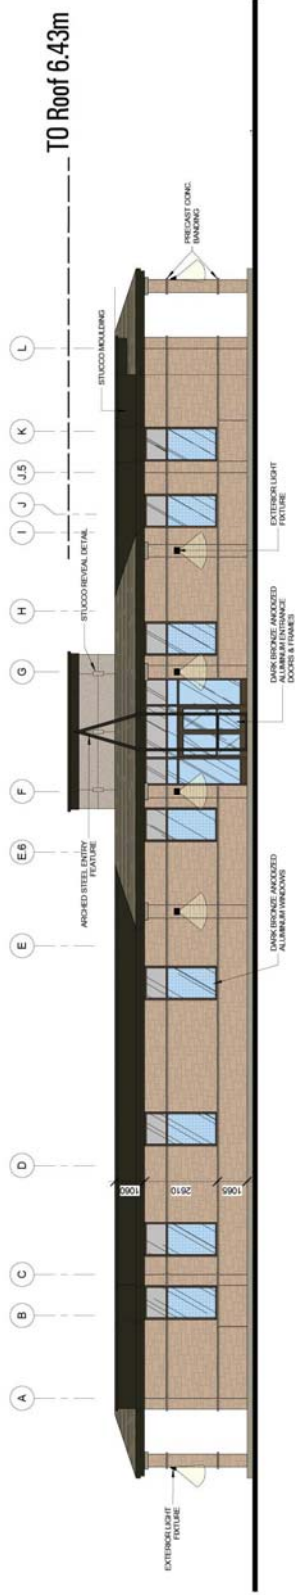 TO Roof 6.43m
A
B
C
D
E
E.6
F
G
H
I
J
J.5
K
L
ARCHED STEEL ENTRY
FEATURE
STUCCO REVEAL DETAIL
STUCCO MOULDING
PRECAST CONC.
BANDING
1060
2610
1065
EXTERIOR LIGHT
FIXTURE
DARK BRONZE ANODIZED
ALUMINUM WINDOWS
DARK BRONZE ANODIZED
ALUMINUM ENTRANCE
DOORS & FRAMES
EXTERIOR LIGHT
FIXTURE